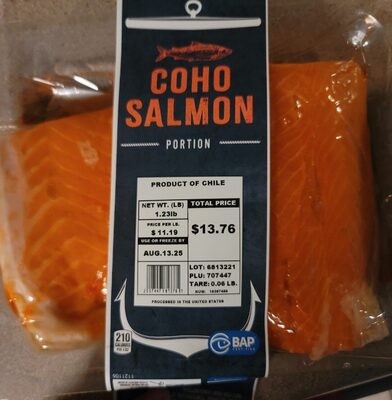 COHO
SALMON
PORTION
PRODUCT OF CHILE
NET WT. (LB)
1.23lb
TOTAL PRICE
PRICE PER LB.
$ 11.19
$13.76
USE OR FREEZE BY
AUG.13.25
LOT: 6813221
PLU: 707447
TARE: 0.06 LB.
PROCESSED IN THE UNITED STATES
210
CALORIES
BAP
1121105